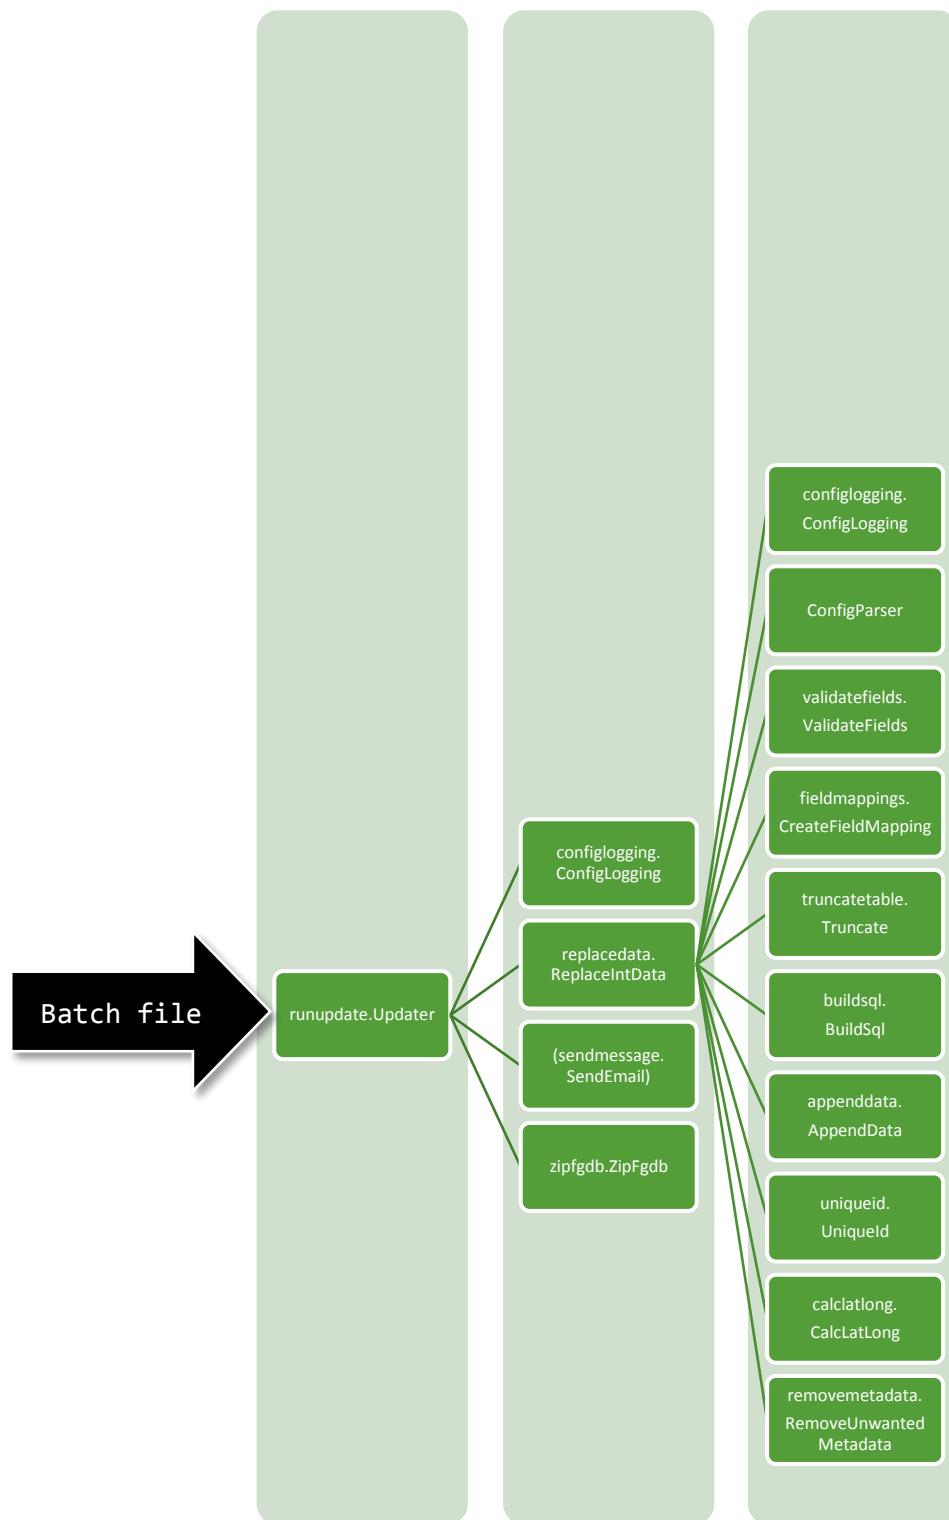 Batch file
runupdate.Updater
configlogging.
ConfigLogging
replacedata.
ReplaceIntData
(sendmessage.
SendEmail)
zipfgdb.ZipFgdb
configlogging.
ConfigLogging
ConfigParser
validatefields.
ValidateFields
fieldmappings.
CreateFieldMapping
truncatetable.
Truncate
buildsql.
BuildSql
appenddata.
AppendData
uniqueid.
UniqueId
calclatlong.
CalcLatLong
removemetadata.
RemoveUnwanted
Metadata